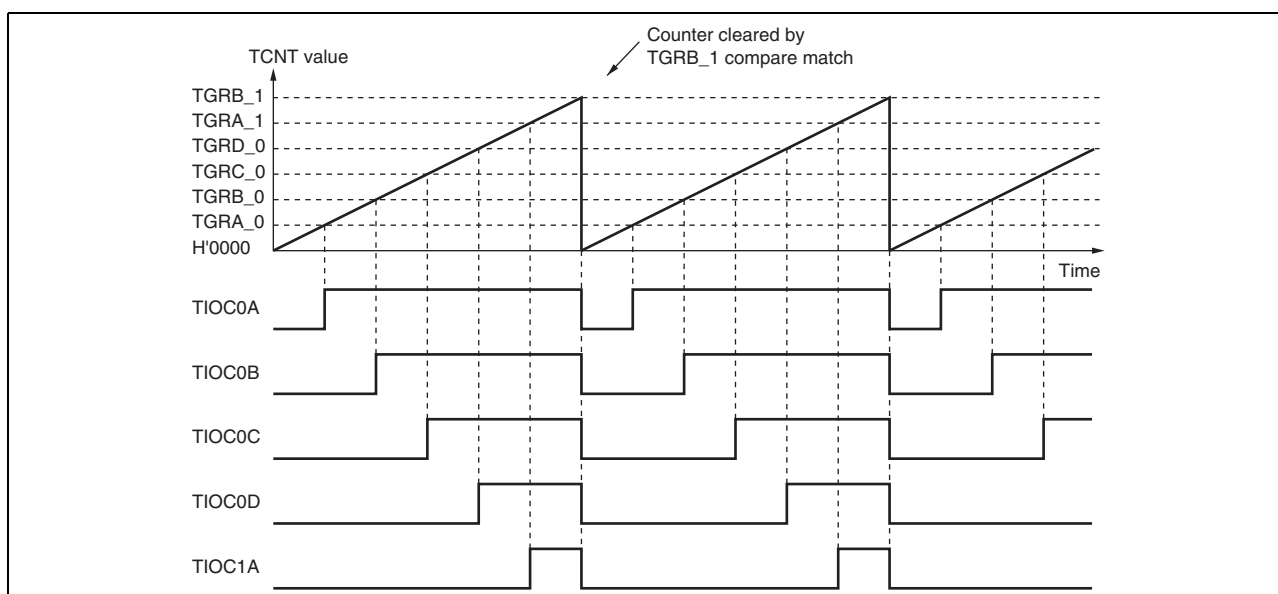 Counter cleared by
TGRB_1 compare match
TCNT value
TGRB_1
TGRA_1
TGRD_0
TGRC_0
TGRB_0
TGRA_0
H'0000
Time
TIOC0A
TIOC0B
TIOC0C
TIOC0D
TIOC1A